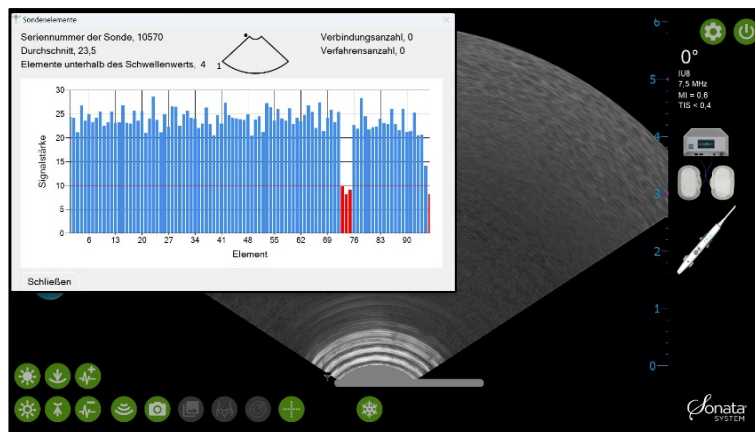 Sondenelemente
Seriennummer der Sonde, 10570
Durchschnitt, 23,5
Elemente unterhalb des Schwellenwerts, 4
1
Verbindungsanzahl, 0
Verfahrensanzahl, 0
Signalstärke
30
25
20
15
10
5
0
6 13 20 27 34 41 48 55 62 69 76 83 90
Element
Schließen
6
5
4
3
2
1
0
0°
IUB
7,5 MHz
MI = 0,6
TIS < 0,4
Sonata
SYSTEM